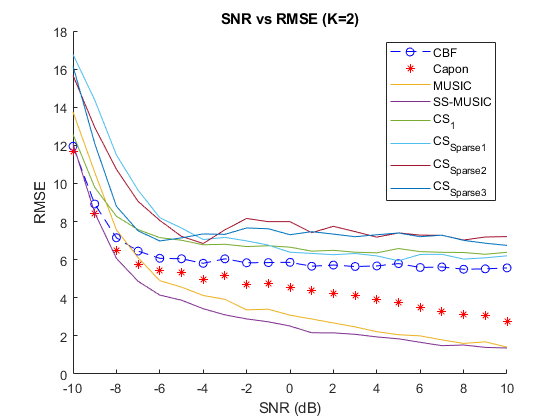 SNR vs RMSE (K=2)
18
16
14
12
10
8
6
4
2
0
RMSE
-10 -8 -6 -4 -2 0 2 4 6 8 10
SNR (dB)
CBF
Capon
MUSIC
SS-MUSIC
CS1
CSSparse1
CSSparse2
CSSparse3